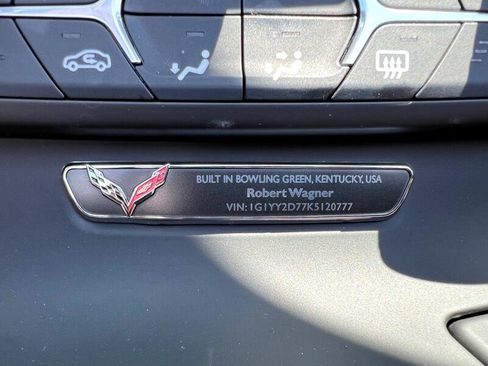 BUILT IN BOWLING GREEN, KENTUCKY, USA
Robert Wagner
VIN: 1G1YY2D77K5120777